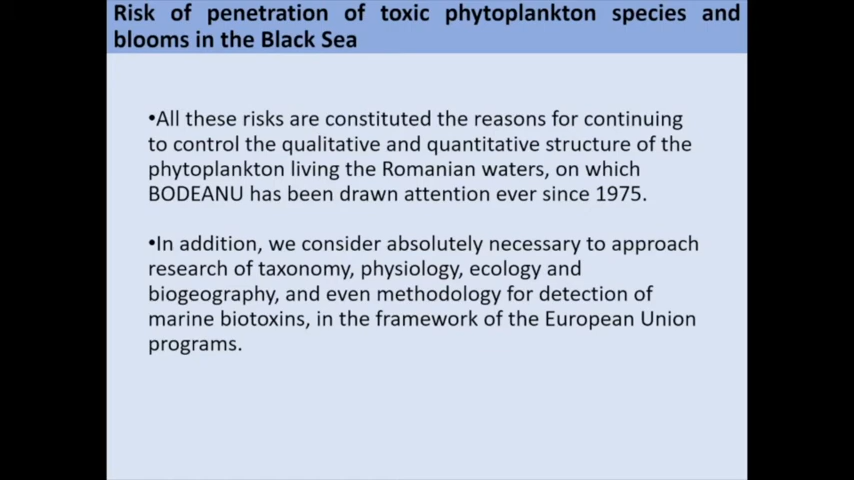 Risk of penetration of toxic phytoplankton species and
blooms in the Black Sea
•All these risks are constituted the reasons for continuing
to control the qualitative and quantitative structure of the
phytoplankton living the Romanian waters, on which
BODEANU has been drawn attention ever since 1975.
•In addition, we consider absolutely necessary to approach
research of taxonomy, physiology, ecology and
biogeography, and even methodology for detection of
marine biotoxins, in the framework of the European Union
programs.